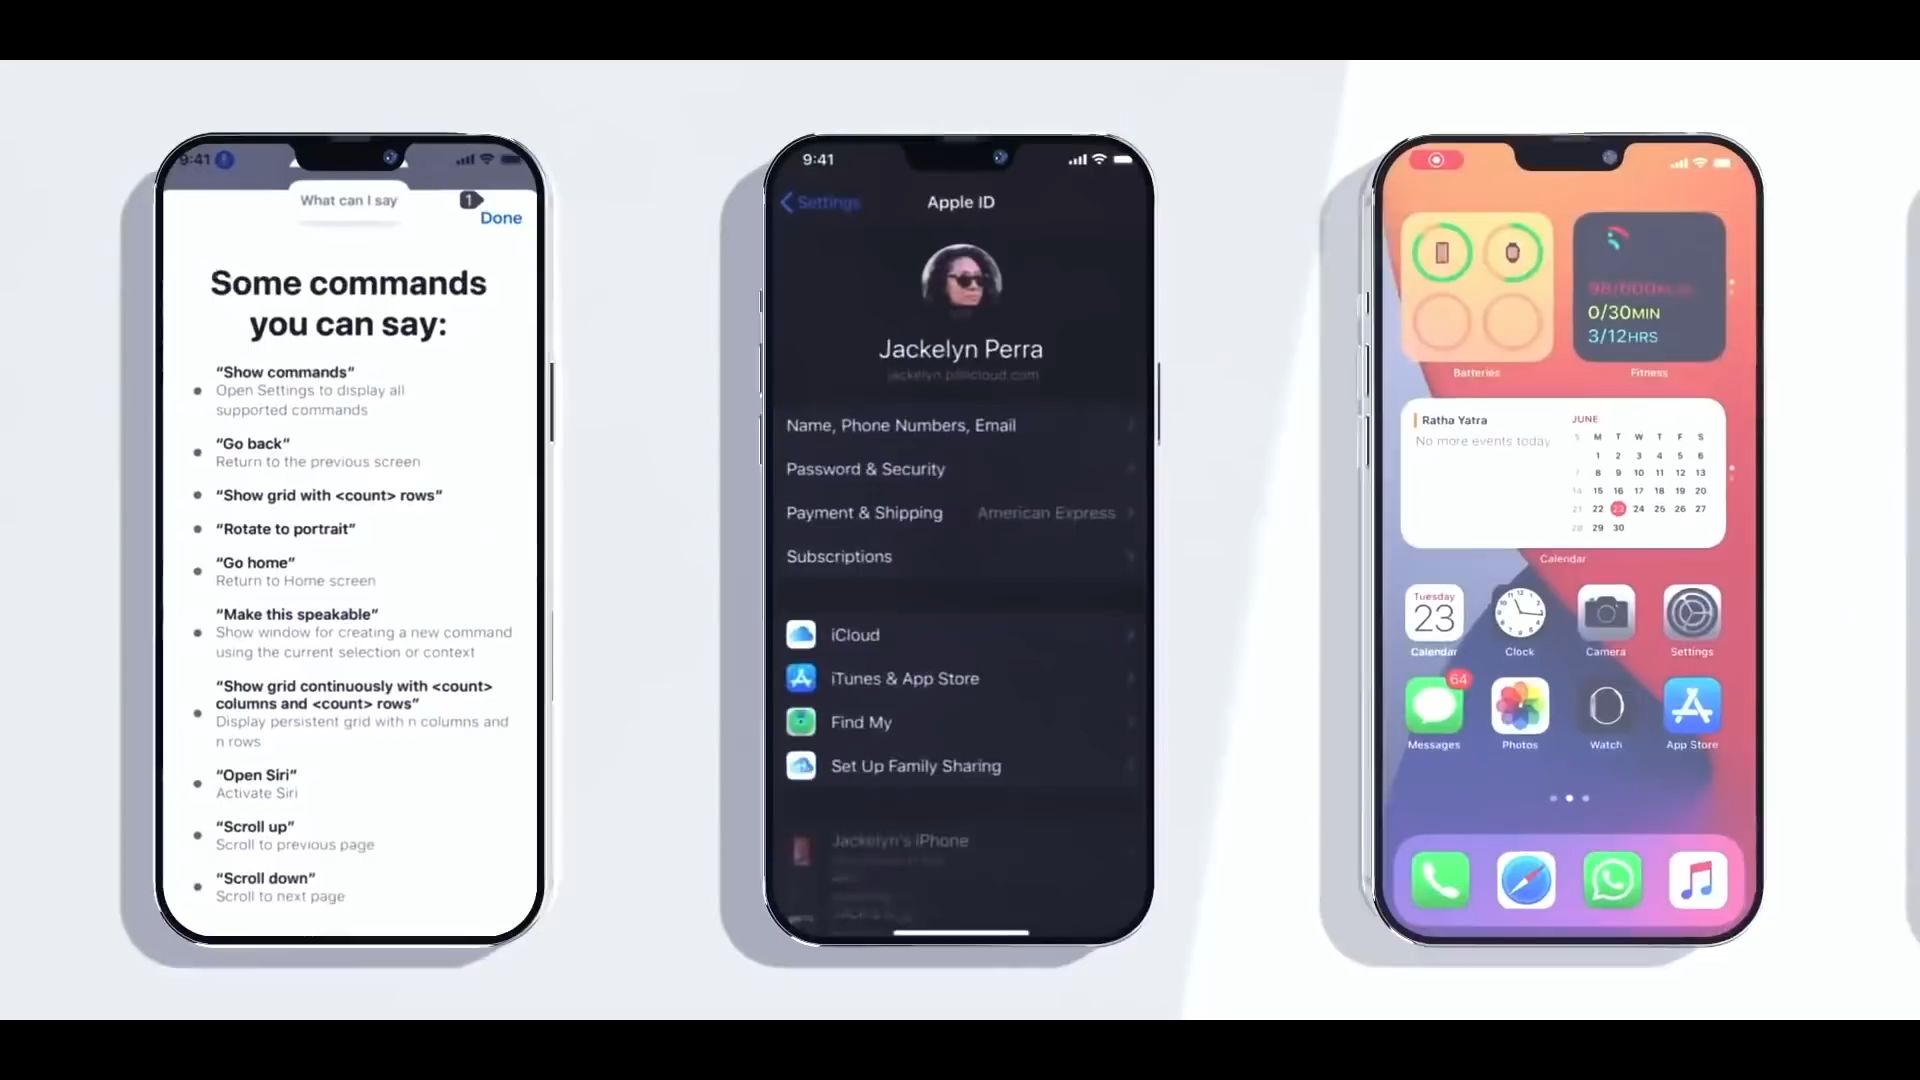 9:41
What can I say
1
Done
Some commands
you can say:
“Show commands”
Open Settings to display all
supported commands
“Go back”
Return to the previous screen
“Show grid with <count> rows”
“Rotate to portrait”
“Go home”
Return to Home screen
“Make this speakable”
Show window for creating a new command
using the current selection or context
“Show grid continuously with <count>
columns and <count> rows”
Display persistent grid with n columns and
n rows
“Open Siri”
Activate Siri
“Scroll up”
Scroll to previous page
“Scroll down”
Scroll to next page
9:41
Settings
Apple ID
Jackelyn Perra
Name, Phone Numbers, Email
Password & Security
Payment & Shipping American Express
Subscriptions
iCloud
iTunes & App Store
Find My
Set Up Family Sharing
Jackelyn's iPhone
98/600
0/30MIN
3/12HRS
Batteries
Fitness
Ratha Yatra
No more events today
JUNE
S M T W T F S
1 2 3 4 5 6
7 8 9 10 11 12 13
14 15 16 17 18 19 20
21 22 23 24 25 26 27
28 29 30
Calendar
Tuesday
23
Calendar
Clock
Camera
Settings
64
Messages
Photos
Watch
App Store